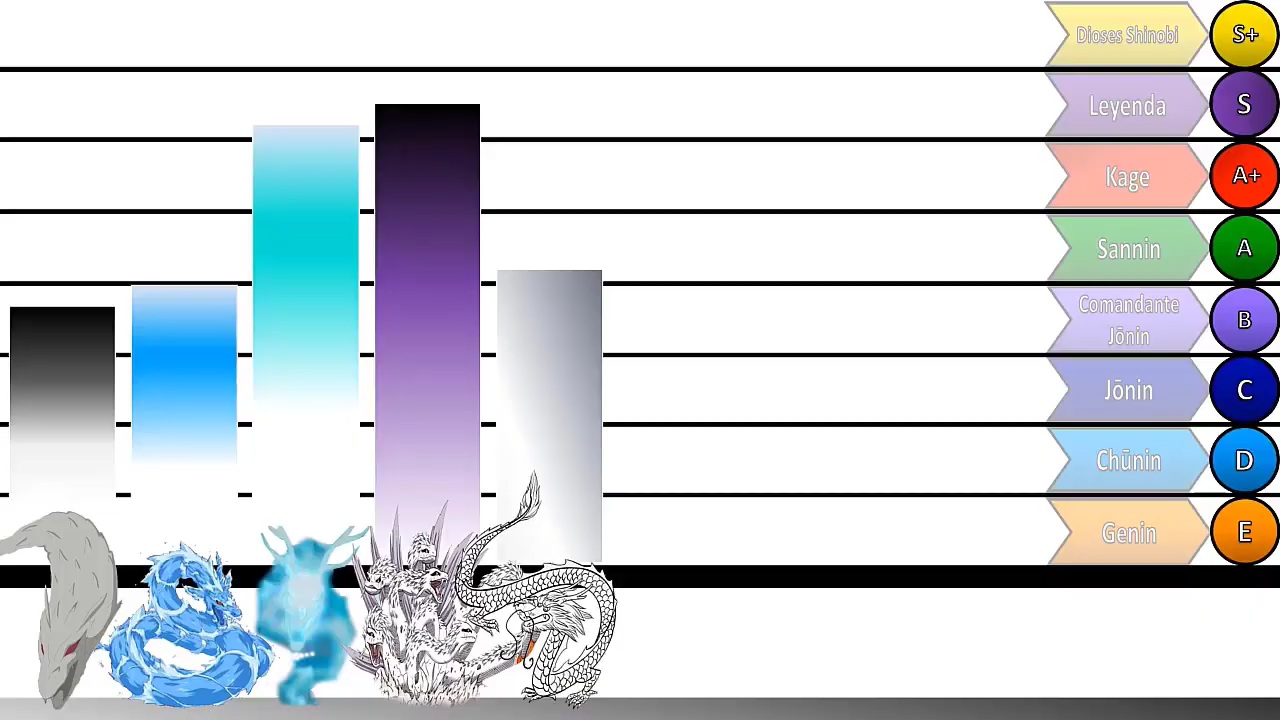 Dioses Shinobi S+
Leyenda S
Kage A+
Sannin A
Comandante
Jōnin B
Jōnin C
Chūnin D
Genin E